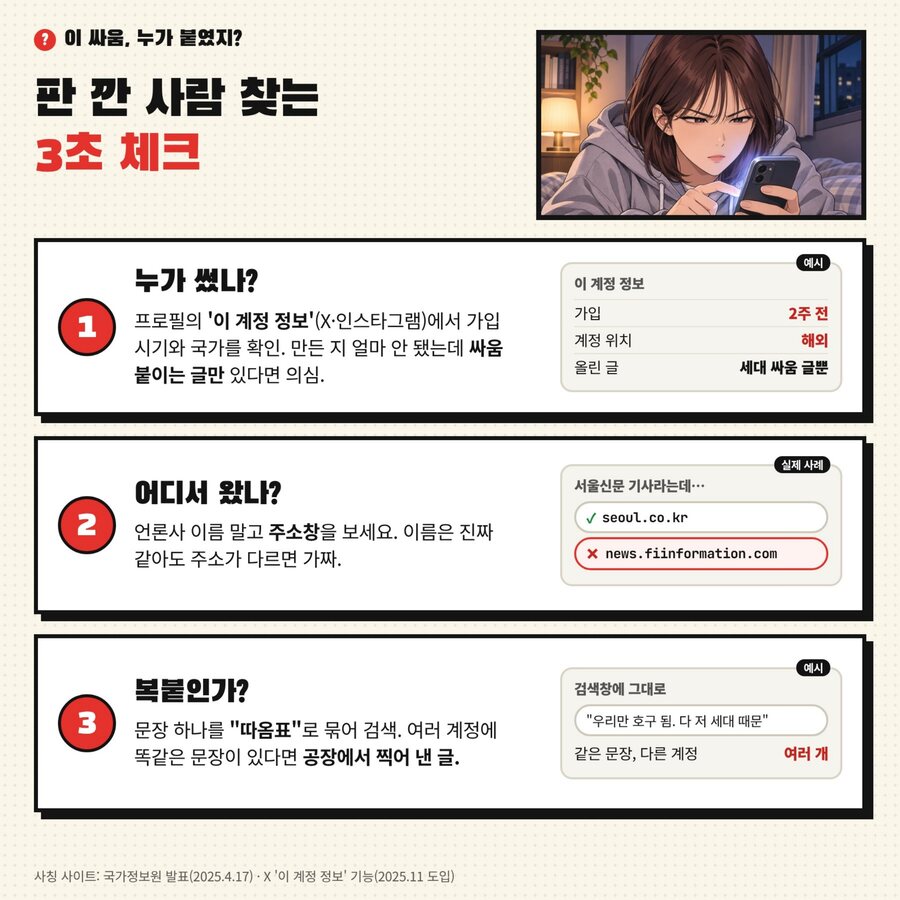 ? 이 싸움, 누가 붙였지?
판 깐 사람 찾는
3초 체크
1
누가 썼나?
프로필의 '이 계정 정보'(X·인스타그램)에서 가입
시기와 국가를 확인. 만든 지 얼마 안 됐는데 싸움
붙이는 글만 있다면 의심.
예시
이 계정 정보
가입 2주 전
계정 위치 해외
올린 글 세대 싸움 글뿐
2
어디서 왔나?
언론사 이름 말고 주소창을 보세요. 이름은 진짜
같아도 주소가 다르면 가짜.
실제 사례
서울신문 기사라는데…
✓ seoul.co.kr
✕ news.fiinformation.com
3
복붙인가?
문장 하나를 "따옴표"로 묶어 검색. 여러 계정에
똑같은 문장이 있다면 공장에서 찍어 낸 글.
예시
검색창에 그대로
"우리만 호구 됨. 다 저 세대 때문"
같은 문장, 다른 계정 여러 개
사칭 사이트: 국가정보원 발표(2025.4.17) · X '이 계정 정보' 기능(2025.11 도입)